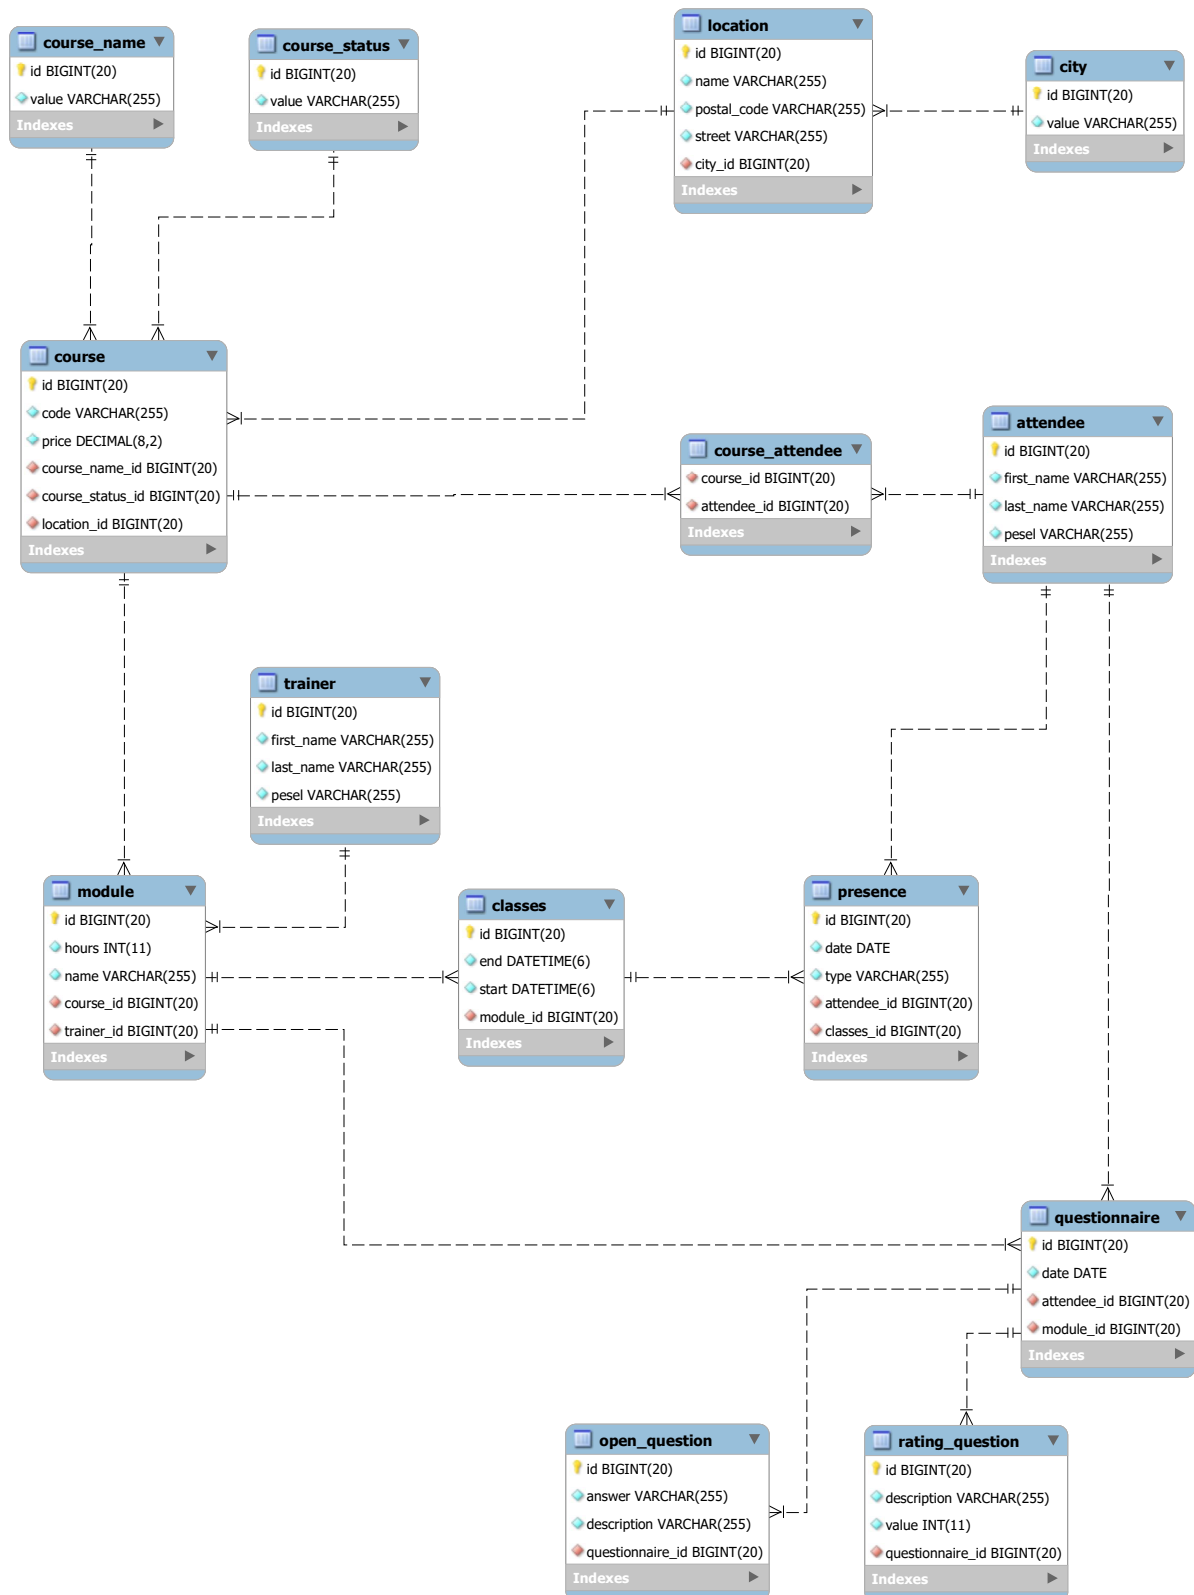 course_name
id BIGINT(20)
value VARCHAR(255)
Indexes
course_status
id BIGINT(20)
value VARCHAR(255)
Indexes
location
id BIGINT(20)
name VARCHAR(255)
postal_code VARCHAR(255)
street VARCHAR(255)
city_id BIGINT(20)
Indexes
city
id BIGINT(20)
value VARCHAR(255)
Indexes
course
id BIGINT(20)
code VARCHAR(255)
price DECIMAL(8,2)
course_name_id BIGINT(20)
course_status_id BIGINT(20)
location_id BIGINT(20)
Indexes
course_attendee
course_id BIGINT(20)
attendee_id BIGINT(20)
Indexes
attendee
id BIGINT(20)
first_name VARCHAR(255)
last_name VARCHAR(255)
pesel VARCHAR(255)
Indexes
trainer
id BIGINT(20)
first_name VARCHAR(255)
last_name VARCHAR(255)
pesel VARCHAR(255)
Indexes
module
id BIGINT(20)
hours INT(11)
name VARCHAR(255)
course_id BIGINT(20)
trainer_id BIGINT(20)
Indexes
classes
id BIGINT(20)
end DATETIME(6)
start DATETIME(6)
module_id BIGINT(20)
Indexes
presence
id BIGINT(20)
date DATE
type VARCHAR(255)
attendee_id BIGINT(20)
classes_id BIGINT(20)
Indexes
questionnaire
id BIGINT(20)
date DATE
attendee_id BIGINT(20)
module_id BIGINT(20)
Indexes
open_question
id BIGINT(20)
answer VARCHAR(255)
description VARCHAR(255)
questionnaire_id BIGINT(20)
Indexes
rating_question
id BIGINT(20)
description VARCHAR(255)
value INT(11)
questionnaire_id BIGINT(20)
Indexes